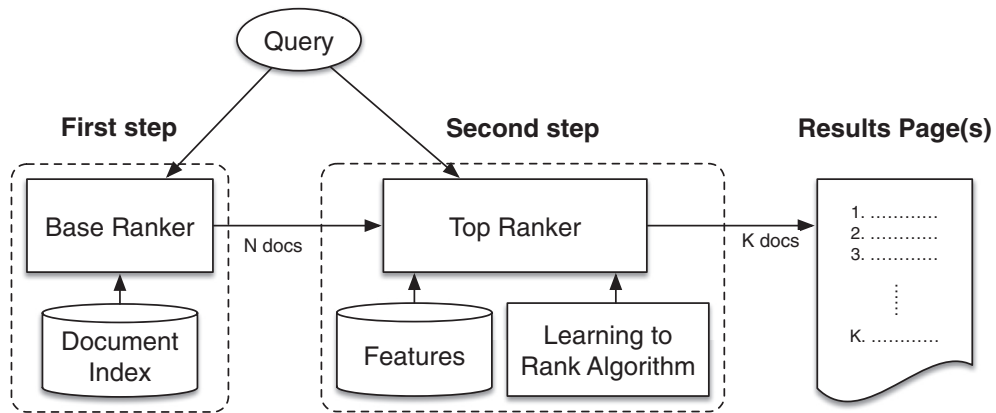 Query
First step
Second step
Results Page(s)
Base Ranker
N docs
Top Ranker
K docs
1. ............
2. ............
3. ............
K. ............
Document
Index
Features
Learning to
Rank Algorithm